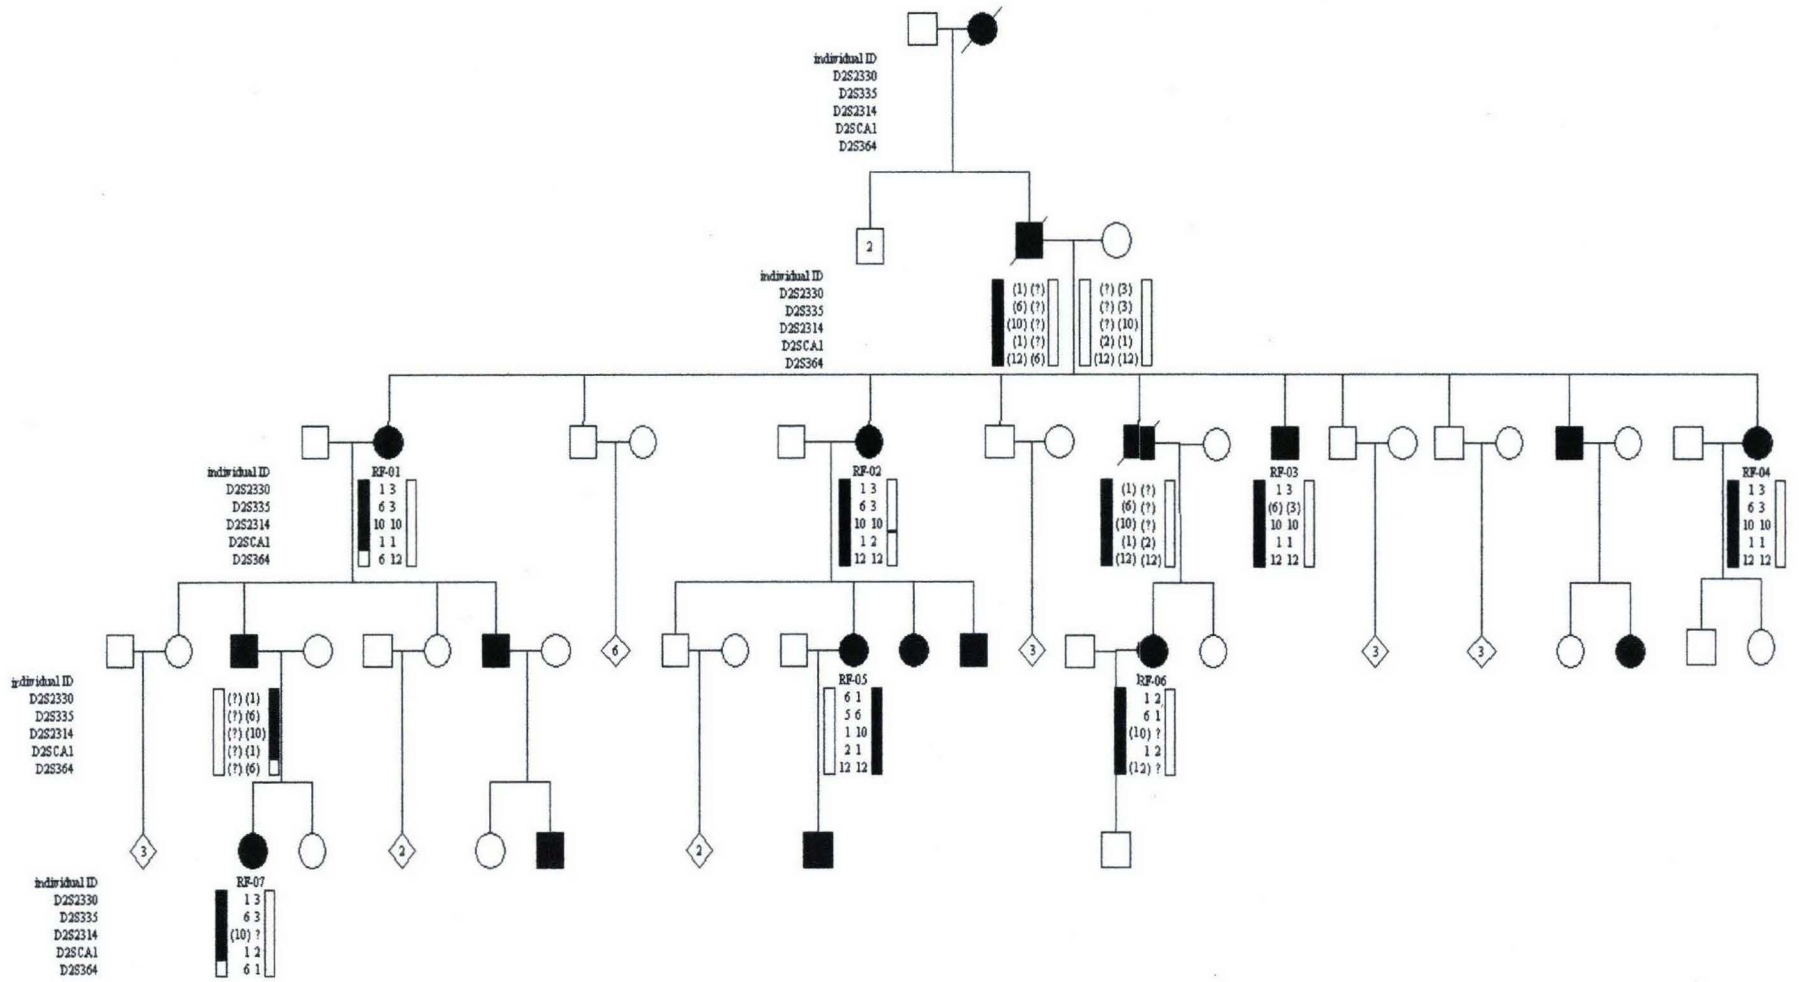 individual ID
D2S2330
D2S335
D2S2314
D2SCA1
D2S364
2
individual ID
D2S2330
D2S335
D2S2314
D2SCA1
D2S364
(1) (?) (?) (3)
(6) (?) (?) (3)
(10) (?) (?) (10)
(1) (?) (2) (1)
(12) (6) (12) (12)
individual ID
D2S2330
D2S335
D2S2314
D2SCA1
D2S364
RF-01
1 3
6 3
10 10
1 1
6 12
RF-02
1 3
6 3
10 10
1 2
12 12
(1) (?)
(6) (?)
(10) (?)
(1) (2)
(12) (12)
RF-03
1 3
(6) (3)
10 10
1 1
12 12
RF-04
1 3
6 3
10 10
1 1
12 12
6
3
3
3
individual ID
D2S2330
D2S335
D2S2314
D2SCA1
D2S364
(?) (1)
(?) (6)
(?) (10)
(?) (1)
(?) (6)
RF-05
6 1
5 6
1 10
2 1
12 12
RF-06
1 2
6 1
(10) ?
1 2
(12) ?
3
2
2
individual ID
D2S2330
D2S335
D2S2314
D2SCA1
D2S364
RF-07
1 3
6 3
(10) ?
1 2
6 1